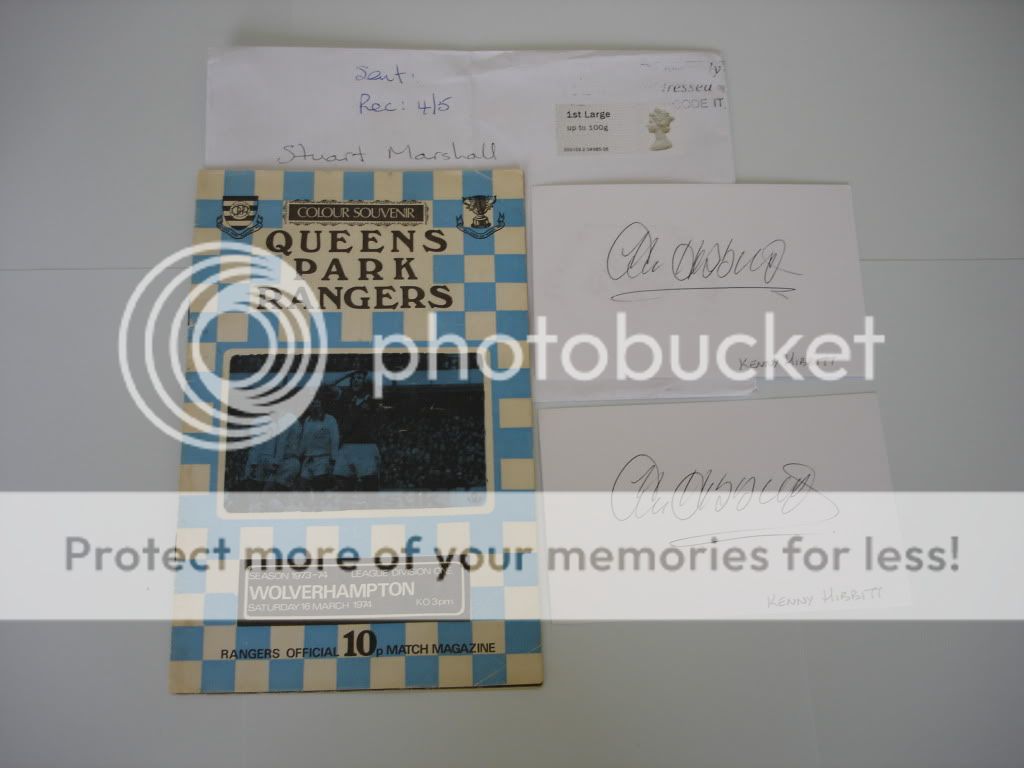 Sent:
Rec: 4/5
Stuart Marshall
ressed
CODE IT
1st Large
up to 100g
COLOUR SOUVENIR
QUEENS
PARK
RANGERS
Kenny Hibbitt
photobucket
Protect more of your memories for less!
SEASON 1973-74 LEAGUE DIVISION ONE
WOLVERHAMPTON
SATURDAY 16 MARCH 1974 KO 3pm
KENNY HIBBITT
RANGERS OFFICIAL 10p MATCH MAGAZINE